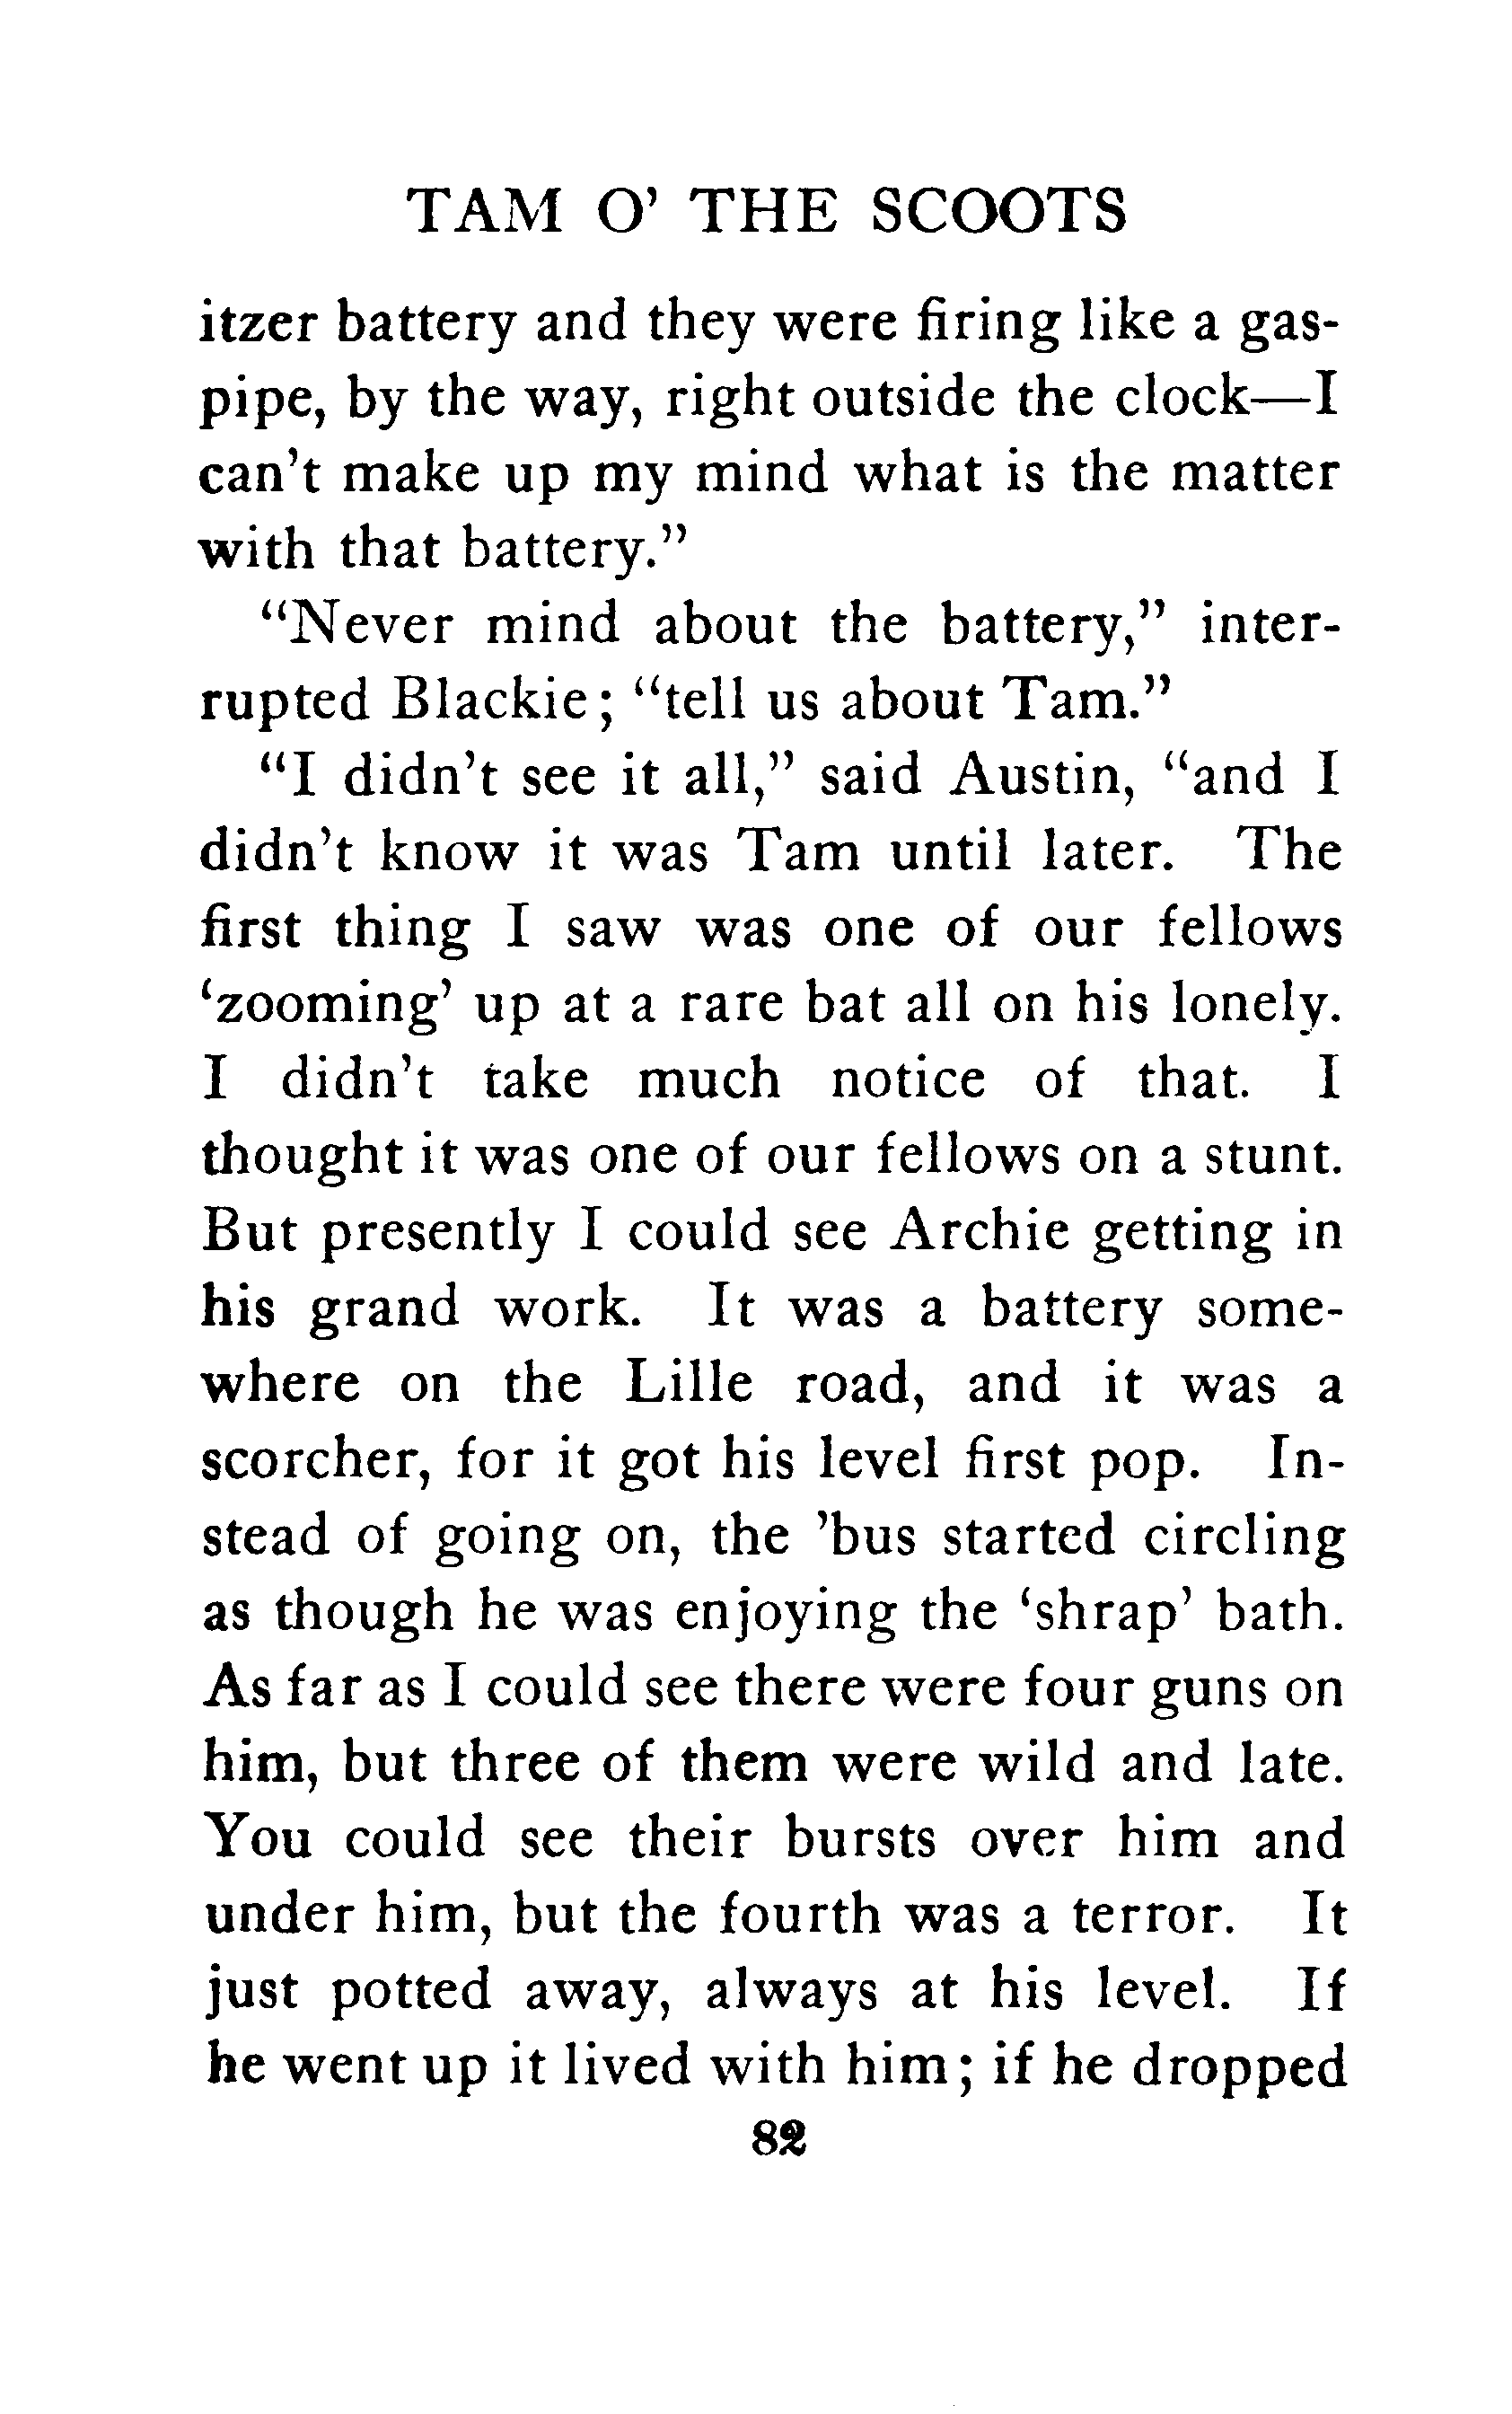 TAM O' THE SCOOTS
itzer battery and they were firing like a gas-
pipe, by the way, right outside the clock—I
can't make up my mind what is the matter
with that battery."
"Never mind about the battery," inter-
rupted Blackie; "tell us about Tam."
"I didn't see it all," said Austin, "and I
didn't know it was Tam until later. The
first thing I saw was one of our fellows
'zooming' up at a rare bat all on his lonely.
I didn't take much notice of that. I
thought it was one of our fellows on a stunt.
But presently I could see Archie getting in
his grand work. It was a battery some-
where on the Lille road, and it was a
scorcher, for it got his level first pop. In-
stead of going on, the 'bus started circling
as though he was enjoying the 'shrap' bath.
As far as I could see there were four guns on
him, but three of them were wild and late.
You could see their bursts over him and
under him, but the fourth was a terror. It
just potted away, always at his level. If
he went up it lived with him; if he dropped
82